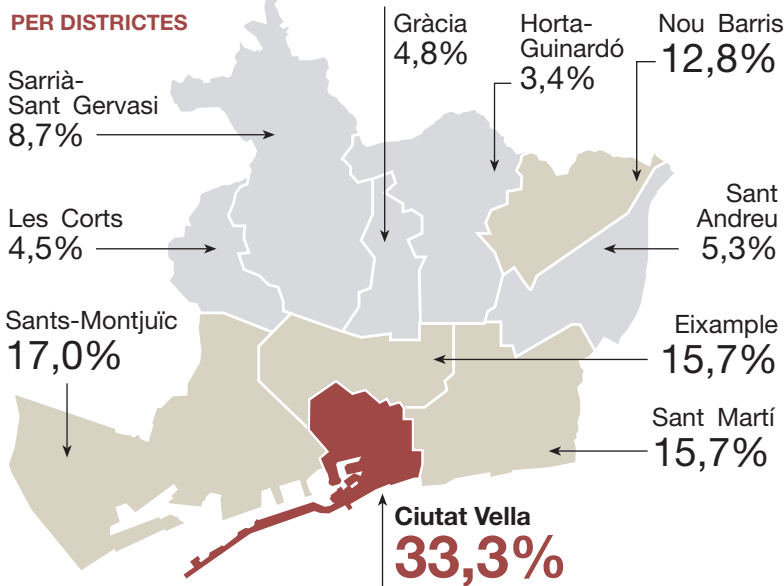 PER DISTRICTES
Gràcia
4,8%
Horta-
Guinardó
3,4%
Nou Barris
12,8%
Sarrià-
Sant Gervasi
8,7%
Les Corts
4,5%
Sant
Andreu
5,3%
Sants-Montjuïc
17,0%
Eixample
15,7%
Sant Martí
15,7%
Ciutat Vella
33,3%